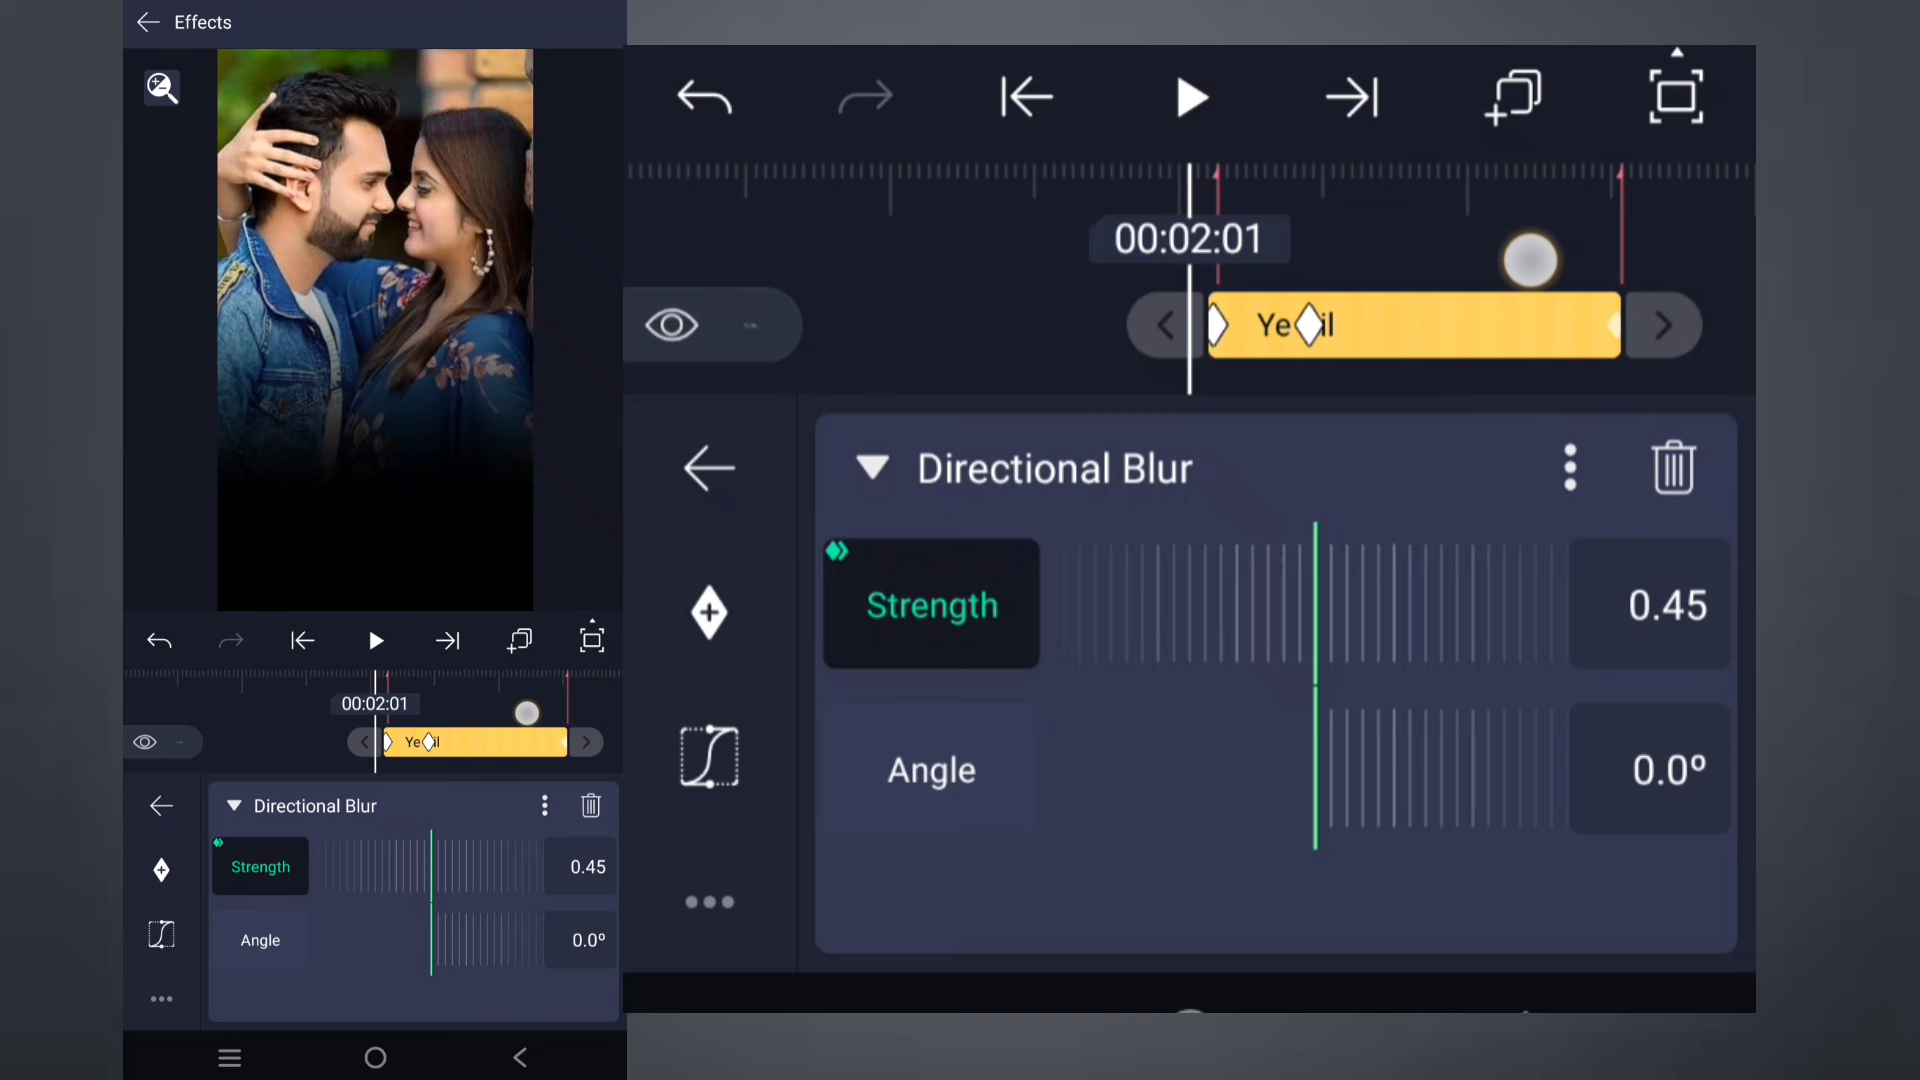 Effects
00:02:01
Ye il
Directional Blur
Strength
0.45
Angle
0.0º
00:02:01
Ye il
Directional Blur
Strength
0.45
Angle
0.0º